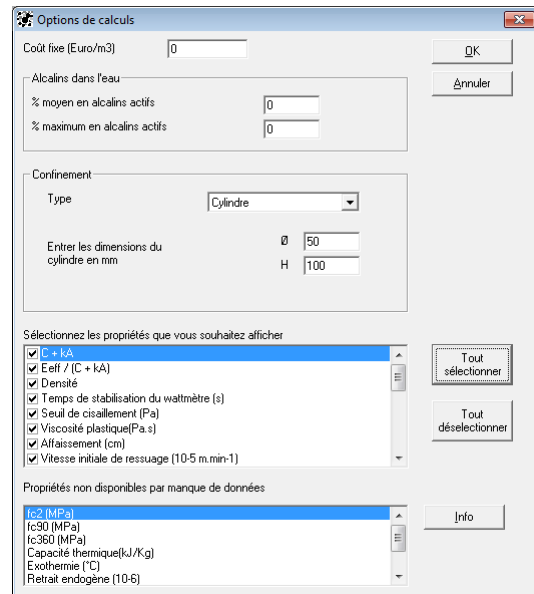 Options de calculs
Coût fixe (Euro/m3) 0
OK
Annuler
Alcalins dans l'eau
% moyen en alcalins actifs 0
% maximum en alcalins actifs 0
Confinement
Type Cylindre
Entrer les dimensions du
cylindre en mm
Ø 50
H 100
Sélectionnez les propriétés que vous souhaitez afficher
C + kA
Eeff / (C + kA)
Densité
Temps de stabilisation du wattmètre (s)
Seuil de cisaillement (Pa)
Viscosité plastique(Pa.s)
Affaissement (cm)
Vitesse initiale de ressuage (10-5 m.min-1)
Tout
sélectionner
Tout
déselectionner
Propriétés non disponibles par manque de données
fc2 (MPa)
fc90 (MPa)
fc360 (MPa)
Capacité thermique(kJ/Kg)
Exothermie (°C)
Retrait endogène (10-6)
Info